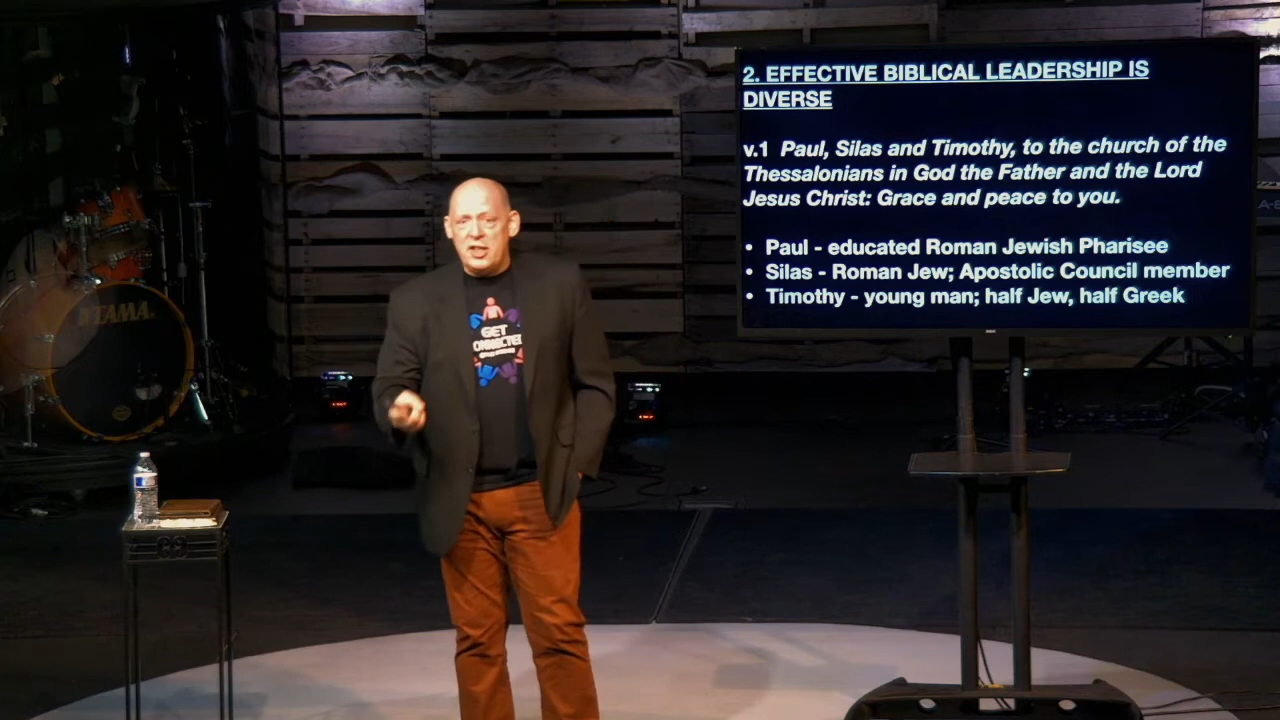 2. EFFECTIVE BIBLICAL LEADERSHIP IS
DIVERSE
v.1 Paul, Silas and Timothy, to the church of the
Thessalonians in God the Father and the Lord
Jesus Christ: Grace and peace to you.
• Paul - educated Roman Jewish Pharisee
• Silas - Roman Jew; Apostolic Council member
• Timothy - young man; half Jew, half Greek
GET
TAMA